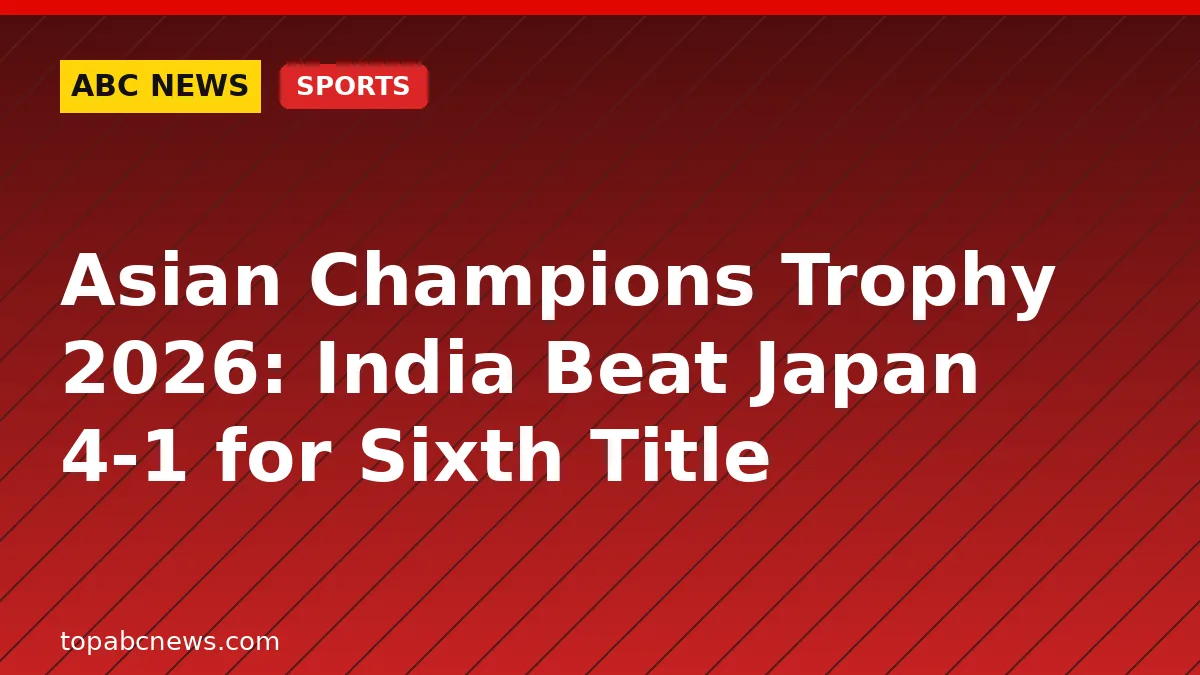 ABC NEWS SPORTS
Asian Champions Trophy
2026: India Beat Japan
4-1 for Sixth Title
topabcnews.com